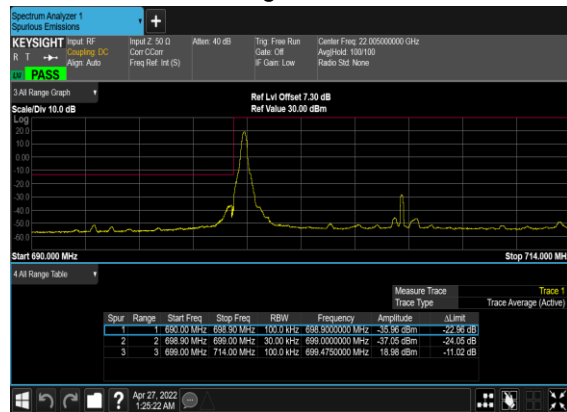 Spectrum Analyzer 1
Spurious Emissions
KEYSIGHT Input: RF Input Z: 50 Ω Atten: 40 dB Trig: Free Run Center Freq: 22.005000000 GHz
R T Coupling: DC Corr CCorr Gate: Off Avg|Hold: 100/100
Align: Auto Freq Ref: Int (S) IF Gain: Low Radio Std: None
PASS
3 All Range Graph
Ref Lvl Offset 7.30 dB
Scale/Div 10.0 dB Ref Value 30.00 dBm
Log
20.0
10.0
0.00
-10.0
-20.0
-30.0
-40.0
-50.0
-60.0
Start 690.000 MHz Stop 714.000 MH
4 All Range Table
Measure Trace Trace 1
Trace Type Trace Average (Active)
Spur Range Start Freq Stop Freq RBW Frequency Amplitude ΔLimit
1 1 690.00 MHz 698.90 MHz 100.0 kHz 698.9000000 MHz -35.96 dBm -22.96 dB
2 2 698.90 MHz 699.00 MHz 30.00 kHz 699.0000000 MHz -37.05 dBm -24.05 dB
3 3 699.00 MHz 714.00 MHz 100.0 kHz 699.4750000 MHz 18.98 dBm -11.02 dB
? Apr 27, 2022
1:25:22 AM